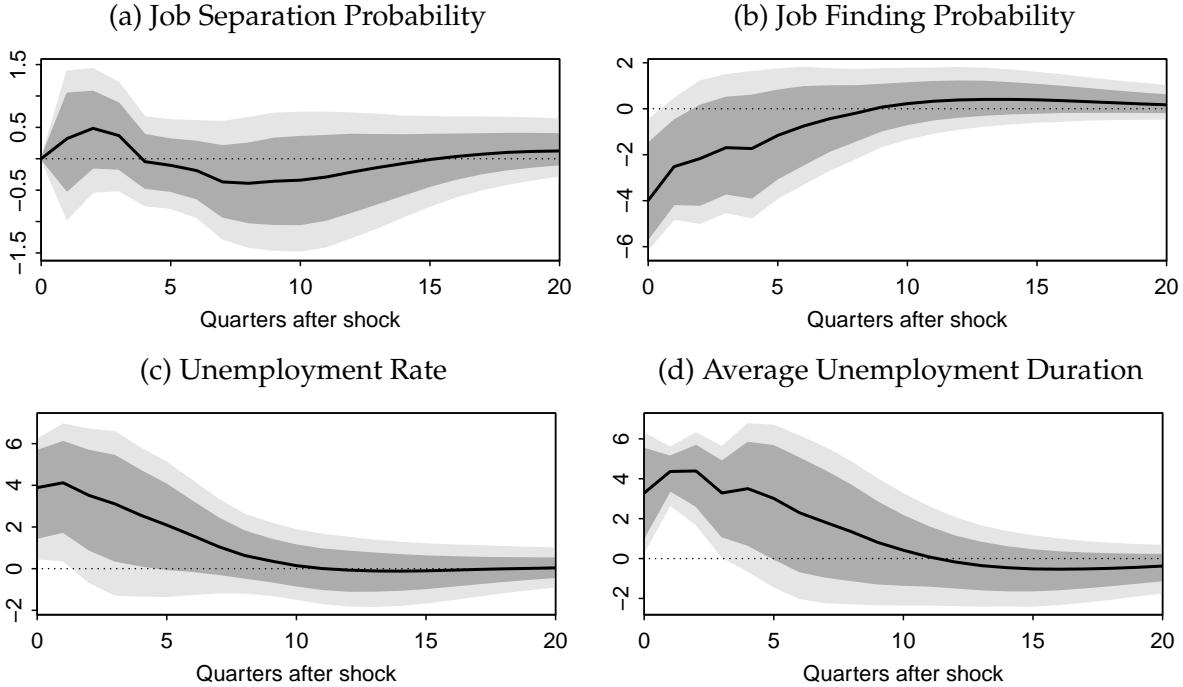 (a) Job Separation Probability
1.5
0.5
−0.5
−1.5
0 5 10 15 20
Quarters after shock
(b) Job Finding Probability
2
0
−2
−4
−6
0 5 10 15 20
Quarters after shock
(c) Unemployment Rate
6
4
2
0
−2
0 5 10 15 20
Quarters after shock
(d) Average Unemployment Duration
6
4
2
0
−2
0 5 10 15 20
Quarters after shock